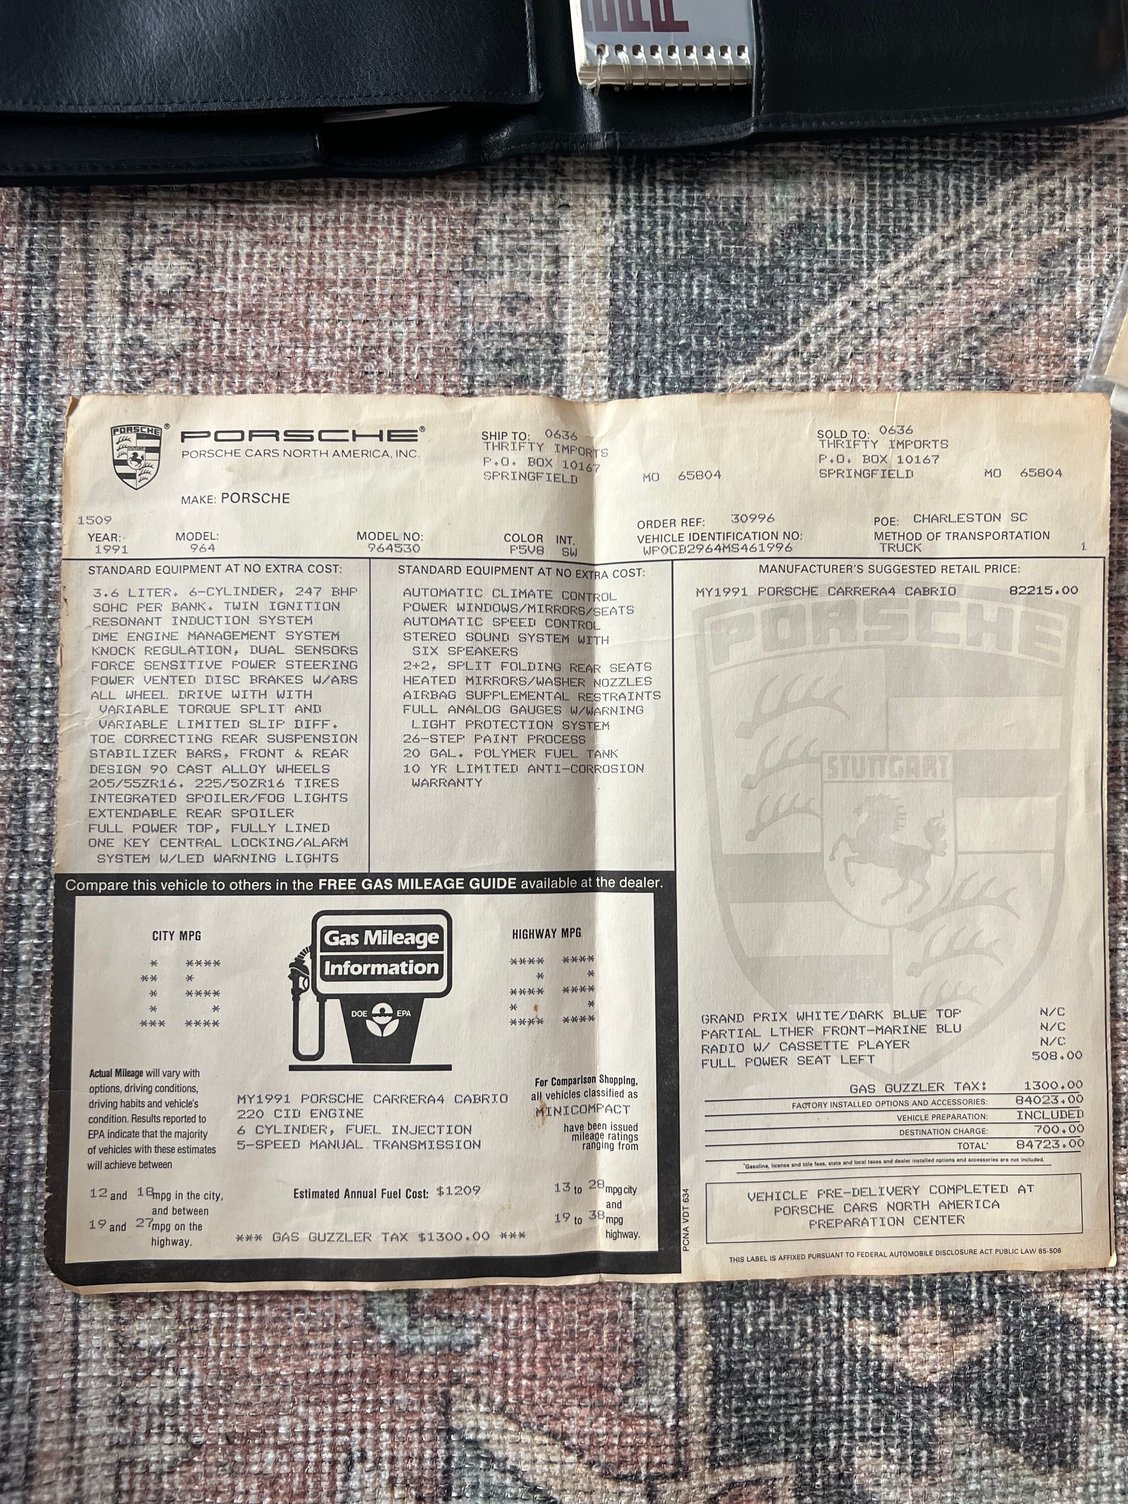 PORSCHE®
PORSCHE CARS NORTH AMERICA, INC.
MAKE: PORSCHE
SHIP TO: 0636
THRIFTY IMPORTS
P.O. BOX 10167
SPRINGFIELD MO 65804
SOLD TO: 0636
THRIFTY IMPORTS
P.O. BOX 10167
SPRINGFIELD MO 65804
1509
YEAR: MODEL: MODEL NO: COLOR INT.
1991 964 964530 P5V8 SW
ORDER REF: 30996 POE: CHARLESTON SC
VEHICLE IDENTIFICATION NO: METHOD OF TRANSPORTATION
WP0CB2964MS461996 TRUCK 1
STANDARD EQUIPMENT AT NO EXTRA COST:
3.6 LITER. 6-CYLINDER, 247 BHP
SOHC PER BANK. TWIN IGNITION
RESONANT INDUCTION SYSTEM
DME ENGINE MANAGEMENT SYSTEM
KNOCK REGULATION, DUAL SENSORS
FORCE SENSITIVE POWER STEERING
POWER VENTED DISC BRAKES W/ABS
ALL WHEEL DRIVE WITH WITH
VARIABLE TORQUE SPLIT AND
VARIABLE LIMITED SLIP DIFF.
TOE CORRECTING REAR SUSPENSION
STABILIZER BARS, FRONT & REAR
DESIGN 90 CAST ALLOY WHEELS
205/55ZR16. 225/50ZR16 TIRES
INTEGRATED SPOILER/FOG LIGHTS
EXTENDABLE REAR SPOILER
FULL POWER TOP, FULLY LINED
ONE KEY CENTRAL LOCKING/ALARM
SYSTEM W/LED WARNING LIGHTS
STANDARD EQUIPMENT AT NO EXTRA COST:
AUTOMATIC CLIMATE CONTROL
POWER WINDOWS/MIRRORS/SEATS
AUTOMATIC SPEED CONTROL
STEREO SOUND SYSTEM WITH
SIX SPEAKERS
2+2, SPLIT FOLDING REAR SEATS
HEATED MIRRORS/WASHER NOZZLES
AIRBAG SUPPLEMENTAL RESTRAINTS
FULL ANALOG GAUGES W/WARNING
LIGHT PROTECTION SYSTEM
26-STEP PAINT PROCESS
20 GAL. POLYMER FUEL TANK
10 YR LIMITED ANTI-CORROSION
WARRANTY
MANUFACTURER'S SUGGESTED RETAIL PRICE:
MY1991 PORSCHE CARRERA4 CABRIO 82215.00
PORSCHE
STUTTGART
GRAND PRIX WHITE/DARK BLUE TOP N/C
PARTIAL LTHER FRONT-MARINE BLU N/C
RADIO W/ CASSETTE PLAYER N/C
FULL POWER SEAT LEFT 508.00
GAS GUZZLER TAX: 1300.00
FACTORY INSTALLED OPTIONS AND ACCESSORIES: 84023.00
VEHICLE PREPARATION: INCLUDED
DESTINATION CHARGE: 700.00
TOTAL* 84723.00
*Gasoline, license and title fees, state and local taxes and dealer installed options and accessories are not included.
VEHICLE PRE-DELIVERY COMPLETED AT
PORSCHE CARS NORTH AMERICA
PREPARATION CENTER
THIS LABEL IS AFFIXED PURSUANT TO FEDERAL AUTOMOBILE DISCLOSURE ACT PUBLIC LAW 85-506
PCNA VDT 634
Compare this vehicle to others in the FREE GAS MILEAGE GUIDE available at the dealer.
CITY MPG
* ****
** *
* ****
* *
*** ****
Gas Mileage
Information
DOE EPA
HIGHWAY MPG
**** ****
* *
**** ****
* *
**** ****
Actual Mileage will vary with
options, driving conditions,
driving habits and vehicle's
condition. Results reported to
EPA indicate that the majority
of vehicles with these estimates
will achieve between
12 and 18 mpg in the city,
and between
19 and 27 mpg on the
highway.
MY1991 PORSCHE CARRERA4 CABRIO
220 CID ENGINE
6 CYLINDER, FUEL INJECTION
5-SPEED MANUAL TRANSMISSION
Estimated Annual Fuel Cost: $1209
*** GAS GUZZLER TAX $1300.00 ***
For Comparison Shopping,
all vehicles classified as
MINICOMPACT
have been issued
mileage ratings
ranging from
13 to 28 mpg city
and
19 to 38 mpg
highway.